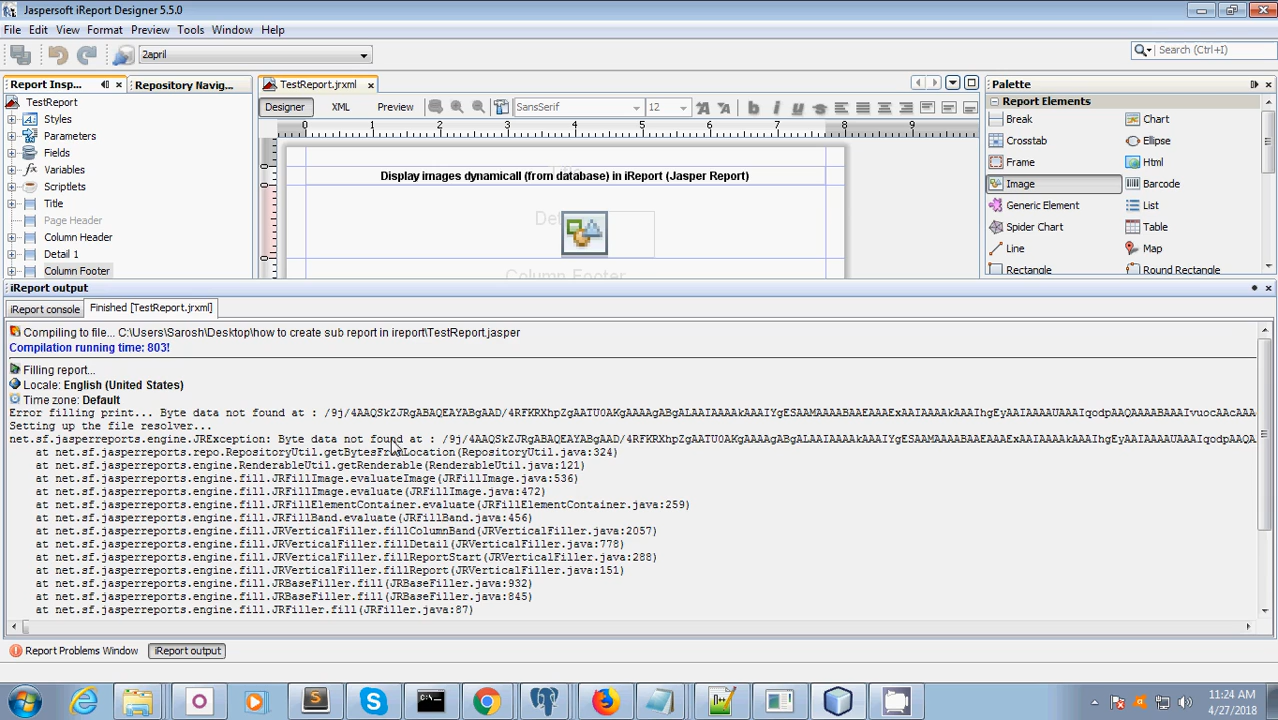 Jaspersoft iReport Designer 5.5.0
File Edit View Format Preview Tools Window Help
2april
Search (Ctrl+I)
Report Insp...
Repository Navig...
TestReport.jrxml
Palette
TestReport
Styles
Parameters
Fields
Variables
Scriptlets
Title
Page Header
Column Header
Detail 1
Column Footer
Designer XML Preview SansSerif 12
0 1 2 3 4 5 6 7 8 9
Display images dynamicall (from database) in iReport (Jasper Report)
Column Footer
Report Elements
Break Chart
Crosstab Ellipse
Frame Html
Image Barcode
Generic Element List
Spider Chart Table
Line Map
Rectangle Round Rectangle
iReport output
iReport console Finished [TestReport.jrxml]
Compiling to file... C:\Users\Sarosh\Desktop\how to create sub report in ireport\TestReport.jasper
Compilation running time: 803!
Filling report...
Locale: English (United States)
Time zone: Default
Error filling print... Byte data not found at :
Setting up the file resolver...
net.sf.jasperreports.engine.JRException: Byte data not found at :
at net.sf.jasperreports.repo.RepositoryUtil.getBytesFromLocation(RepositoryUtil.java:324)
at net.sf.jasperreports.engine.RenderableUtil.getRenderable(RenderableUtil.java:121)
at net.sf.jasperreports.engine.fill.JRFillImage.evaluateImage(JRFillImage.java:536)
at net.sf.jasperreports.engine.fill.JRFillImage.evaluate(JRFillImage.java:472)
at net.sf.jasperreports.engine.fill.JRFillElementContainer.evaluate(JRFillElementContainer.java:259)
at net.sf.jasperreports.engine.fill.JRFillBand.evaluate(JRFillBand.java:456)
at net.sf.jasperreports.engine.fill.JRVerticalFiller.fillColumnBand(JRVerticalFiller.java:2057)
at net.sf.jasperreports.engine.fill.JRVerticalFiller.fillDetail(JRVerticalFiller.java:778)
at net.sf.jasperreports.engine.fill.JRVerticalFiller.fillReportStart(JRVerticalFiller.java:288)
at net.sf.jasperreports.engine.fill.JRVerticalFiller.fillReport(JRVerticalFiller.java:151)
at net.sf.jasperreports.engine.fill.JRBaseFiller.fill(JRBaseFiller.java:932)
at net.sf.jasperreports.engine.fill.JRBaseFiller.fill(JRBaseFiller.java:845)
at net.sf.jasperreports.engine.fill.JRFiller.fill(JRFiller.java:87)
Report Problems Window iReport output
11:24 AM
4/27/2018